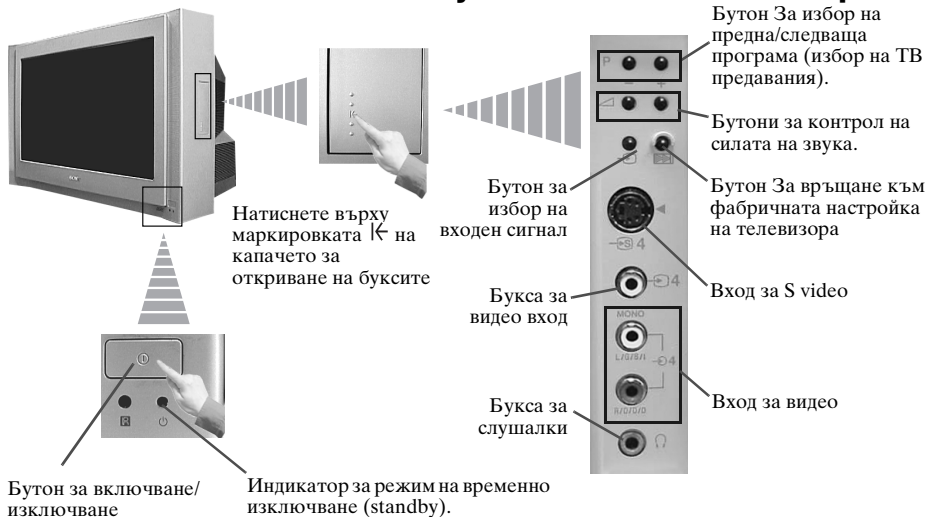 Бутон За избор на
предна/следваща
програма (избор на ТВ
предавания).
P
- +
Бутони за контрол на
силата на звука.
Бутон за
избор на
входен сигнал
Бутон За връщане към
фабричната настройка
на телевизора
Натиснете върху
маркировката на
капачето за
откриване на буксите
S 4
Вход за S video
4
Букса за
видео вход
MONO
L/G/S/I
4
R/D/D/D
Вход за видео
Букса за
слушалки
Бутон за включване/
изключване
Индикатор за режим на временно
изключване (standby).